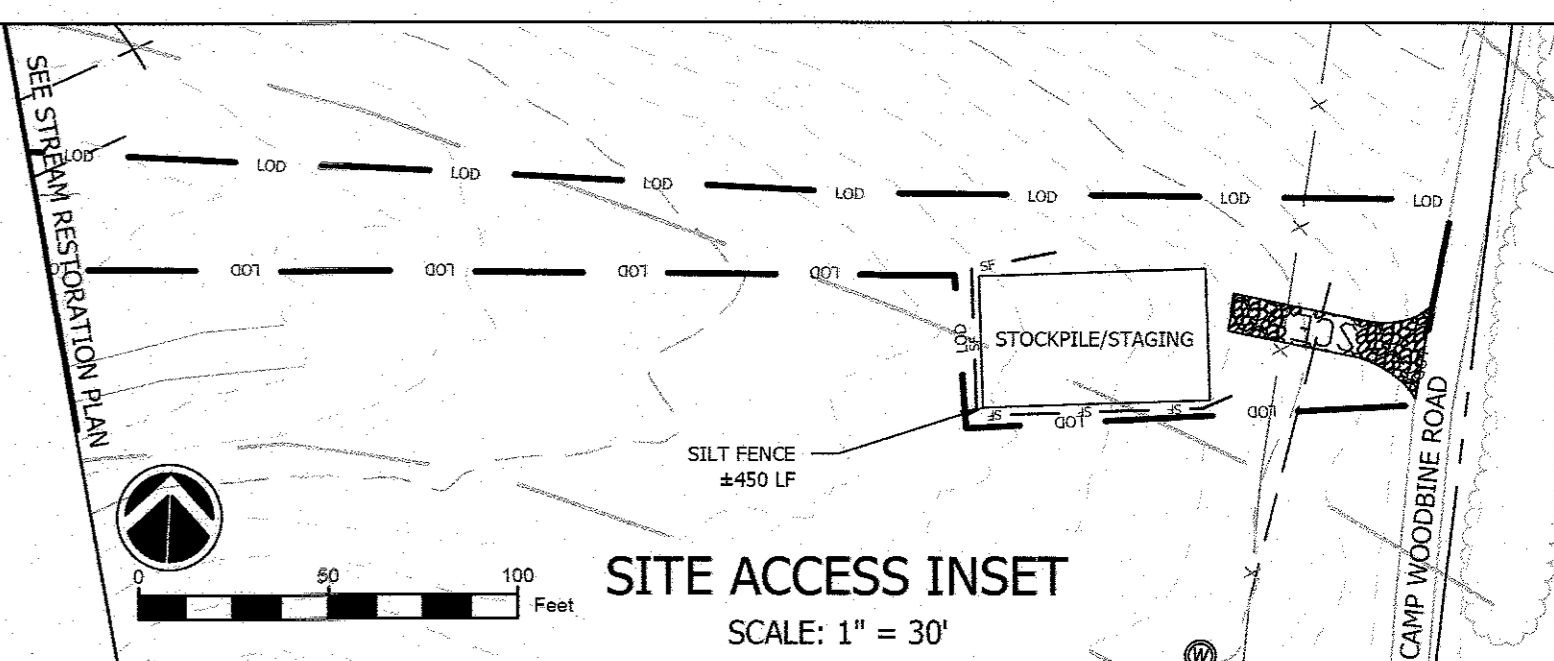 SEE STREAM RESTORATION PLAN
LOD
LOD
LOD
LOD
LOD
LOD
LOD
LOD
LOD
LOD
LOD
LOD
SF
LOD
SF
STOCKPILE/STAGING
SCE
SF
SF
SF
LOD
LOD
SILT FENCE
±450 LF
CAMP WOODBINE ROAD
0 50 100
Feet
SITE ACCESS INSET
SCALE: 1" = 30'
W
X
X
X
X